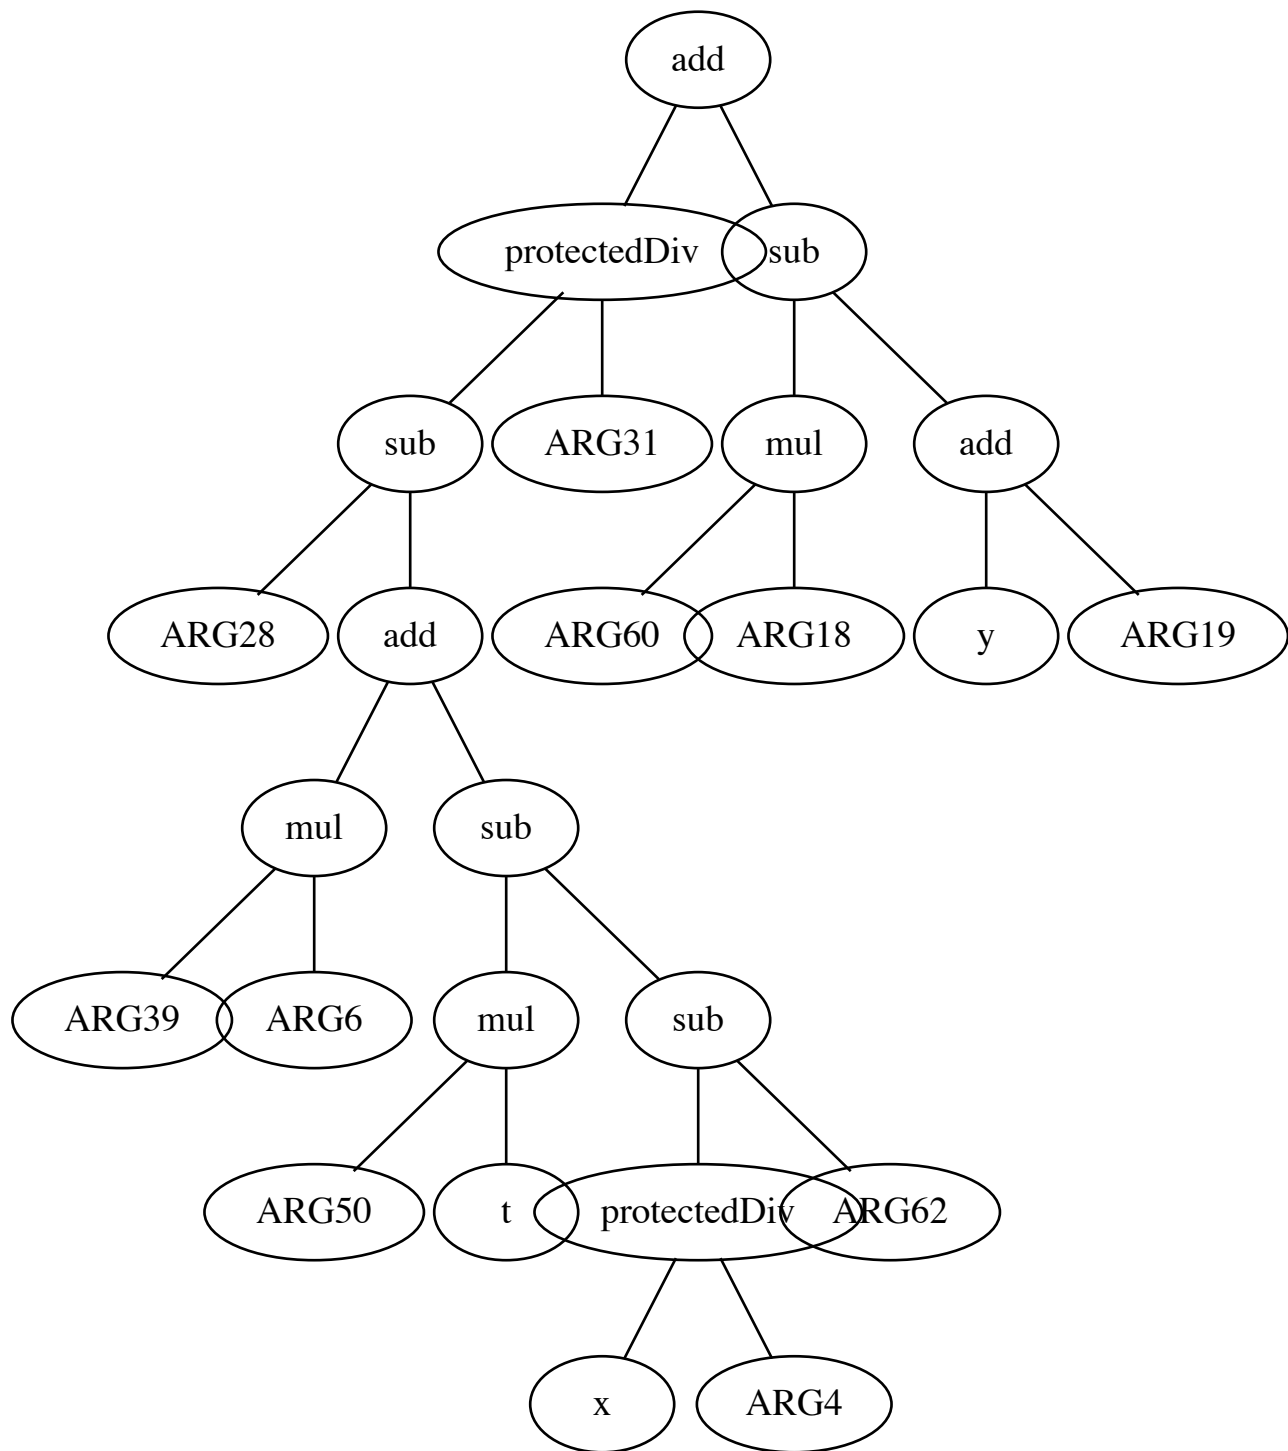 add
protectedDiv sub
sub ARG31 mul add
ARG28 add ARG60 ARG18 y ARG19
mul sub
ARG39 ARG6 mul sub
ARG50 t protectedDiv ARG62
x ARG4